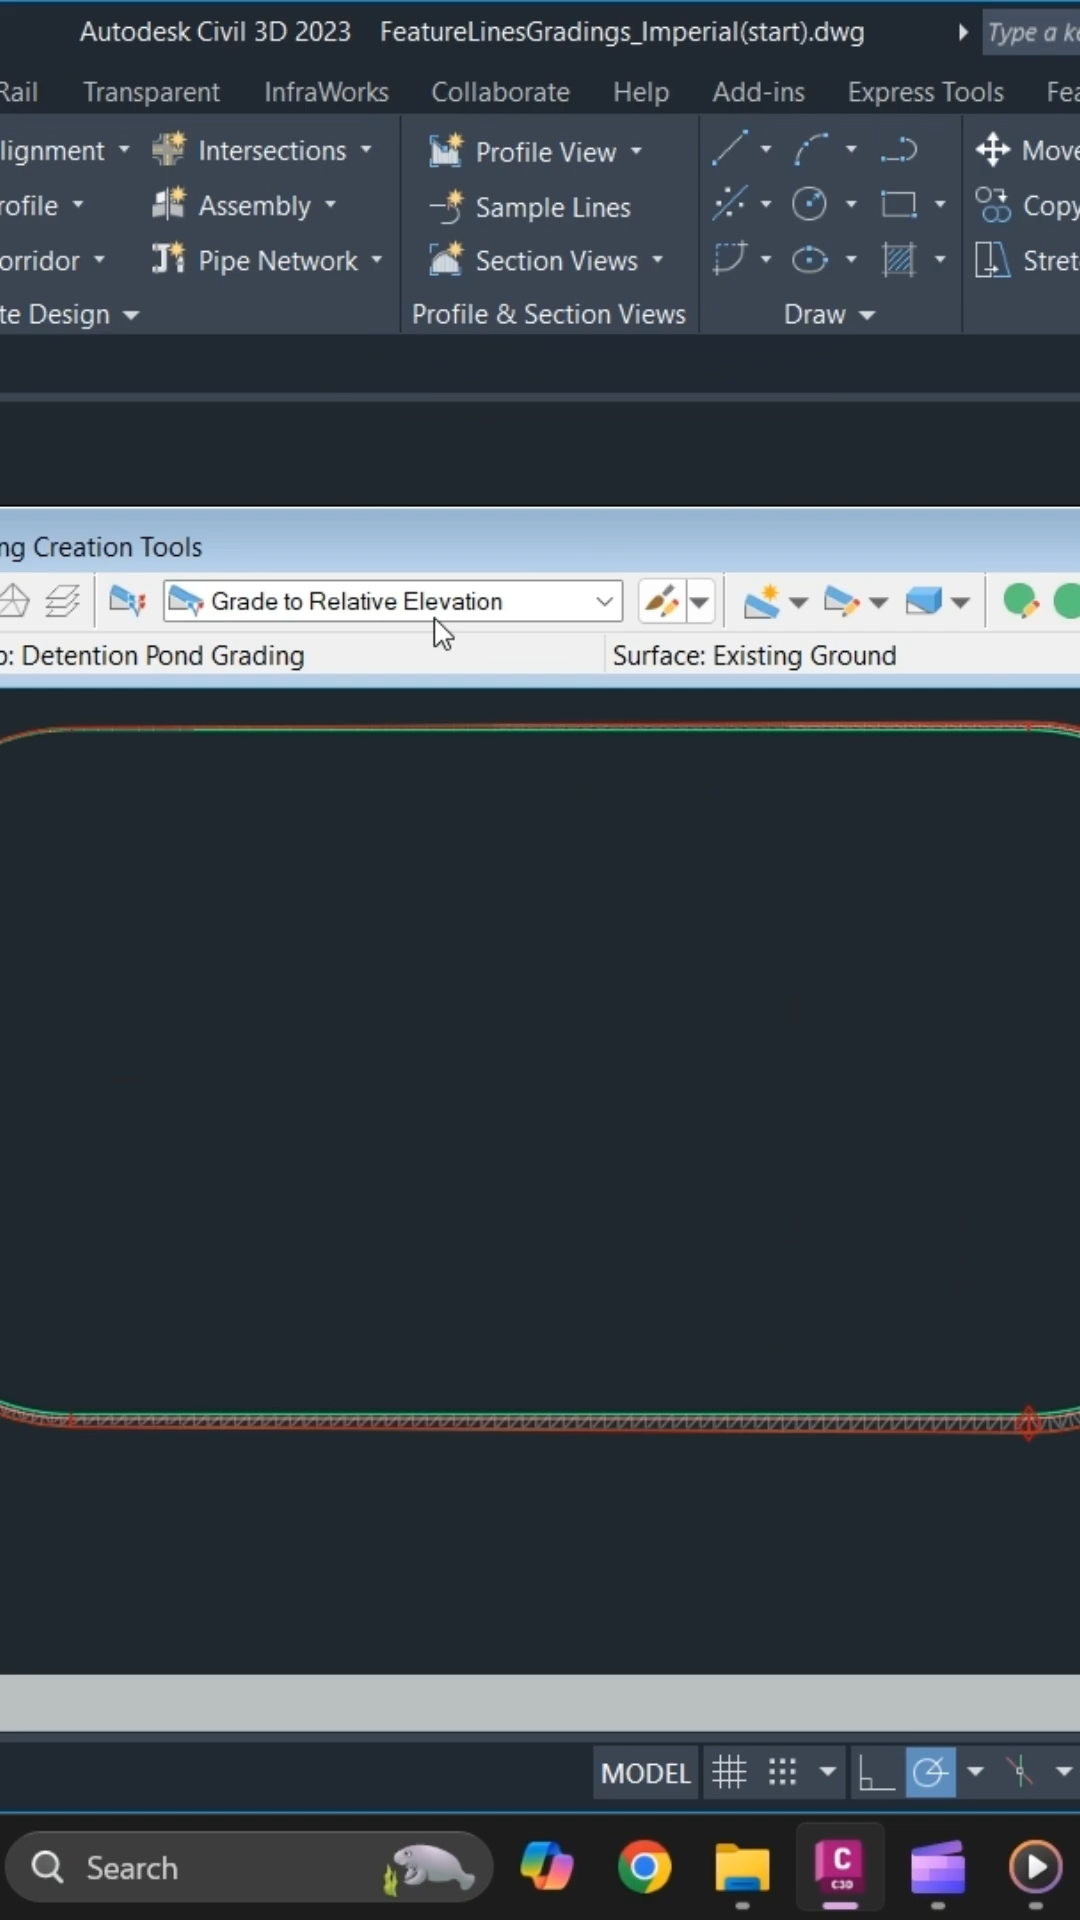 Autodesk Civil 3D 2023 FeatureLinesGradings_Imperial(start).dwg Type a ke
Rail Transparent InfraWorks Collaborate Help Add-ins Express Tools Fea
lignment Intersections Profile View Move
rofile Assembly Sample Lines Copy
orridor Pipe Network Section Views Stret
te Design Profile & Section Views Draw
ng Creation Tools
Grade to Relative Elevation
p: Detention Pond Grading Surface: Existing Ground
MODEL
Search
C
C3D